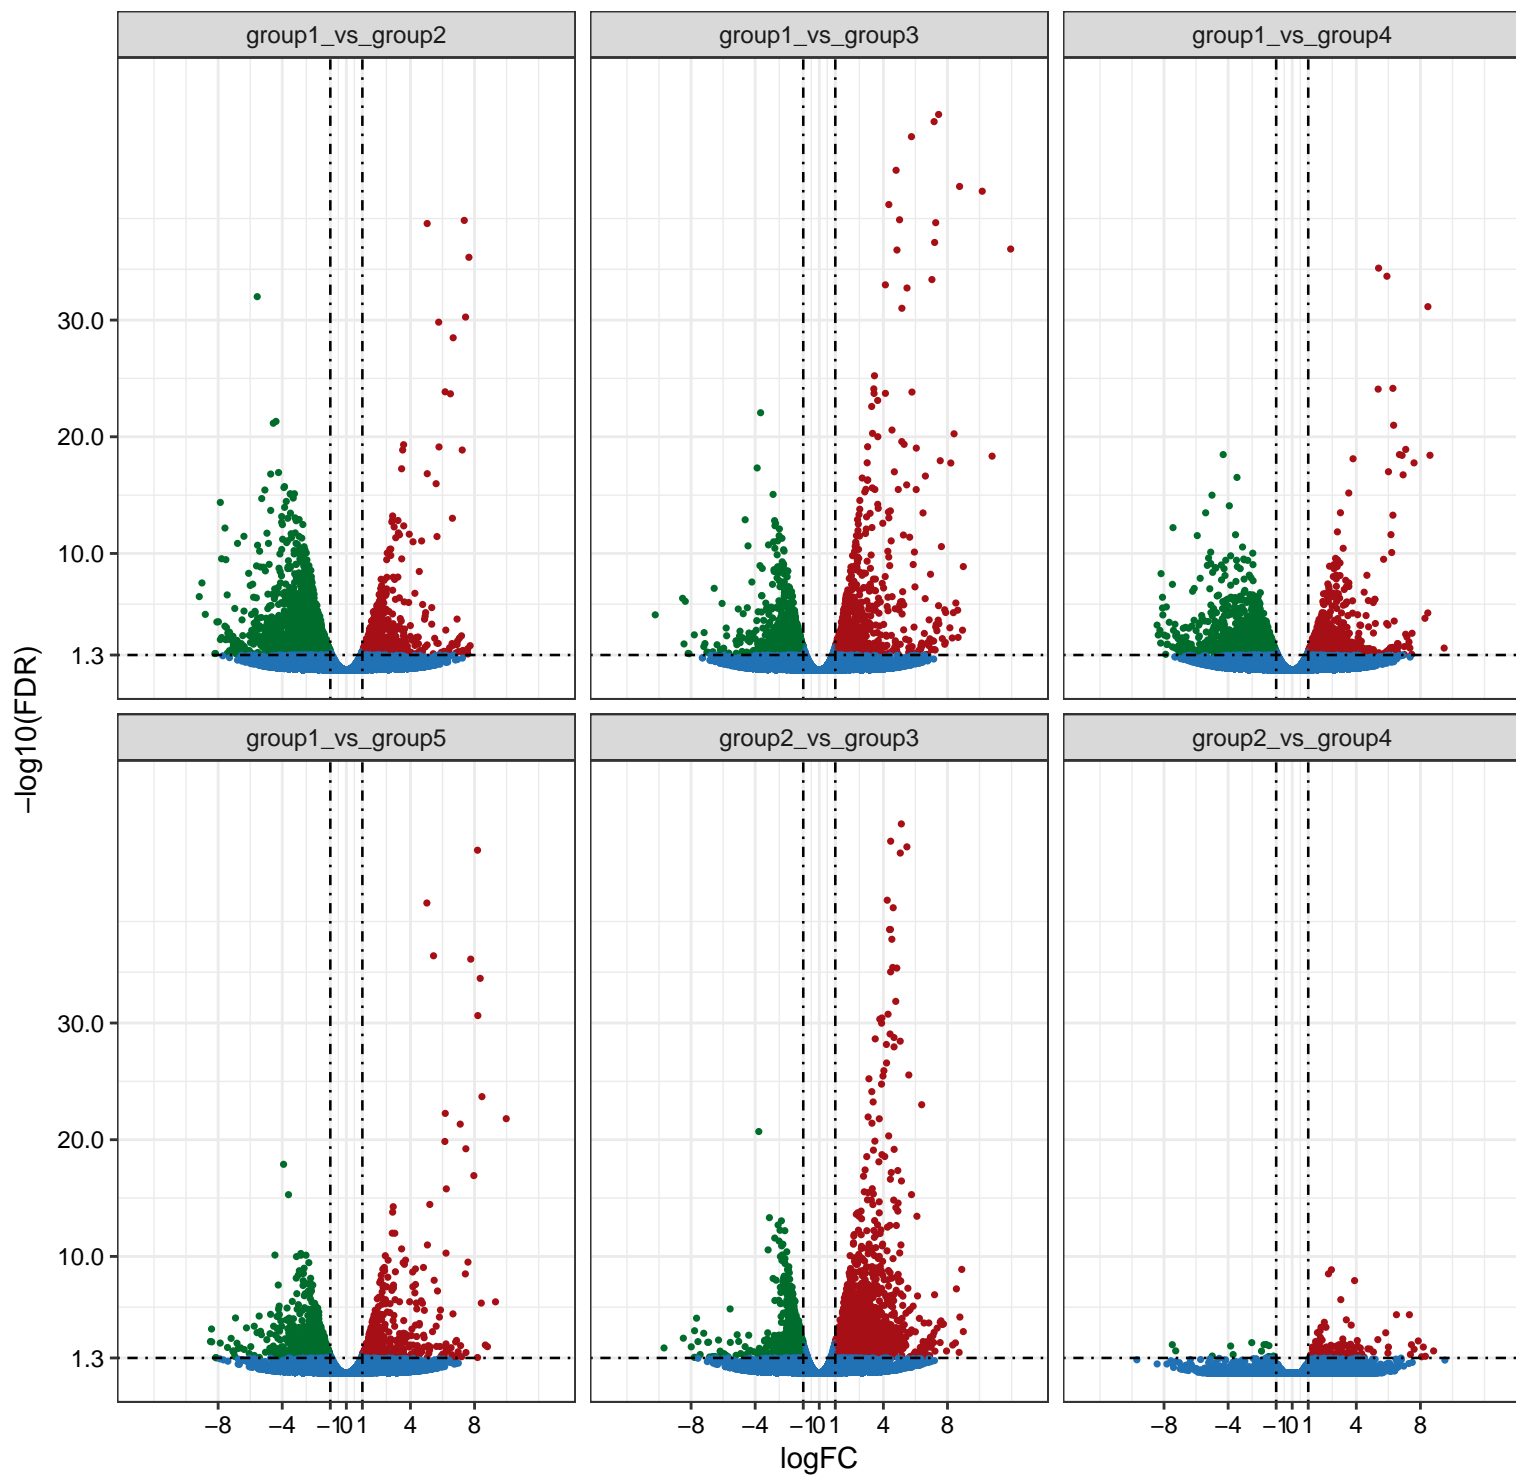 group1_vs_group2
group1_vs_group3
group1_vs_group4
30.0
20.0
10.0
1.3
group1_vs_group5
group2_vs_group3
group2_vs_group4
−log10(FDR)
30.0
20.0
10.0
1.3
−8 −4 −1 0 1 4 8
−8 −4 −1 0 1 4 8
−8 −4 −1 0 1 4 8
logFC